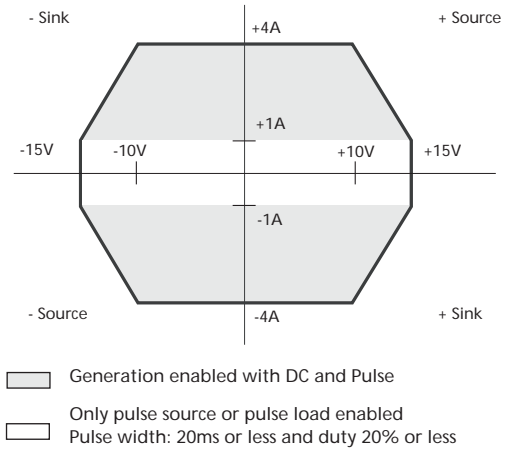 - Sink
+ Source
+4A
+1A
-15V
-10V
+10V
+15V
-1A
- Source
-4A
+ Sink
Generation enabled with DC and Pulse
Only pulse source or pulse load enabled
Pulse width: 20ms or less and duty 20% or less